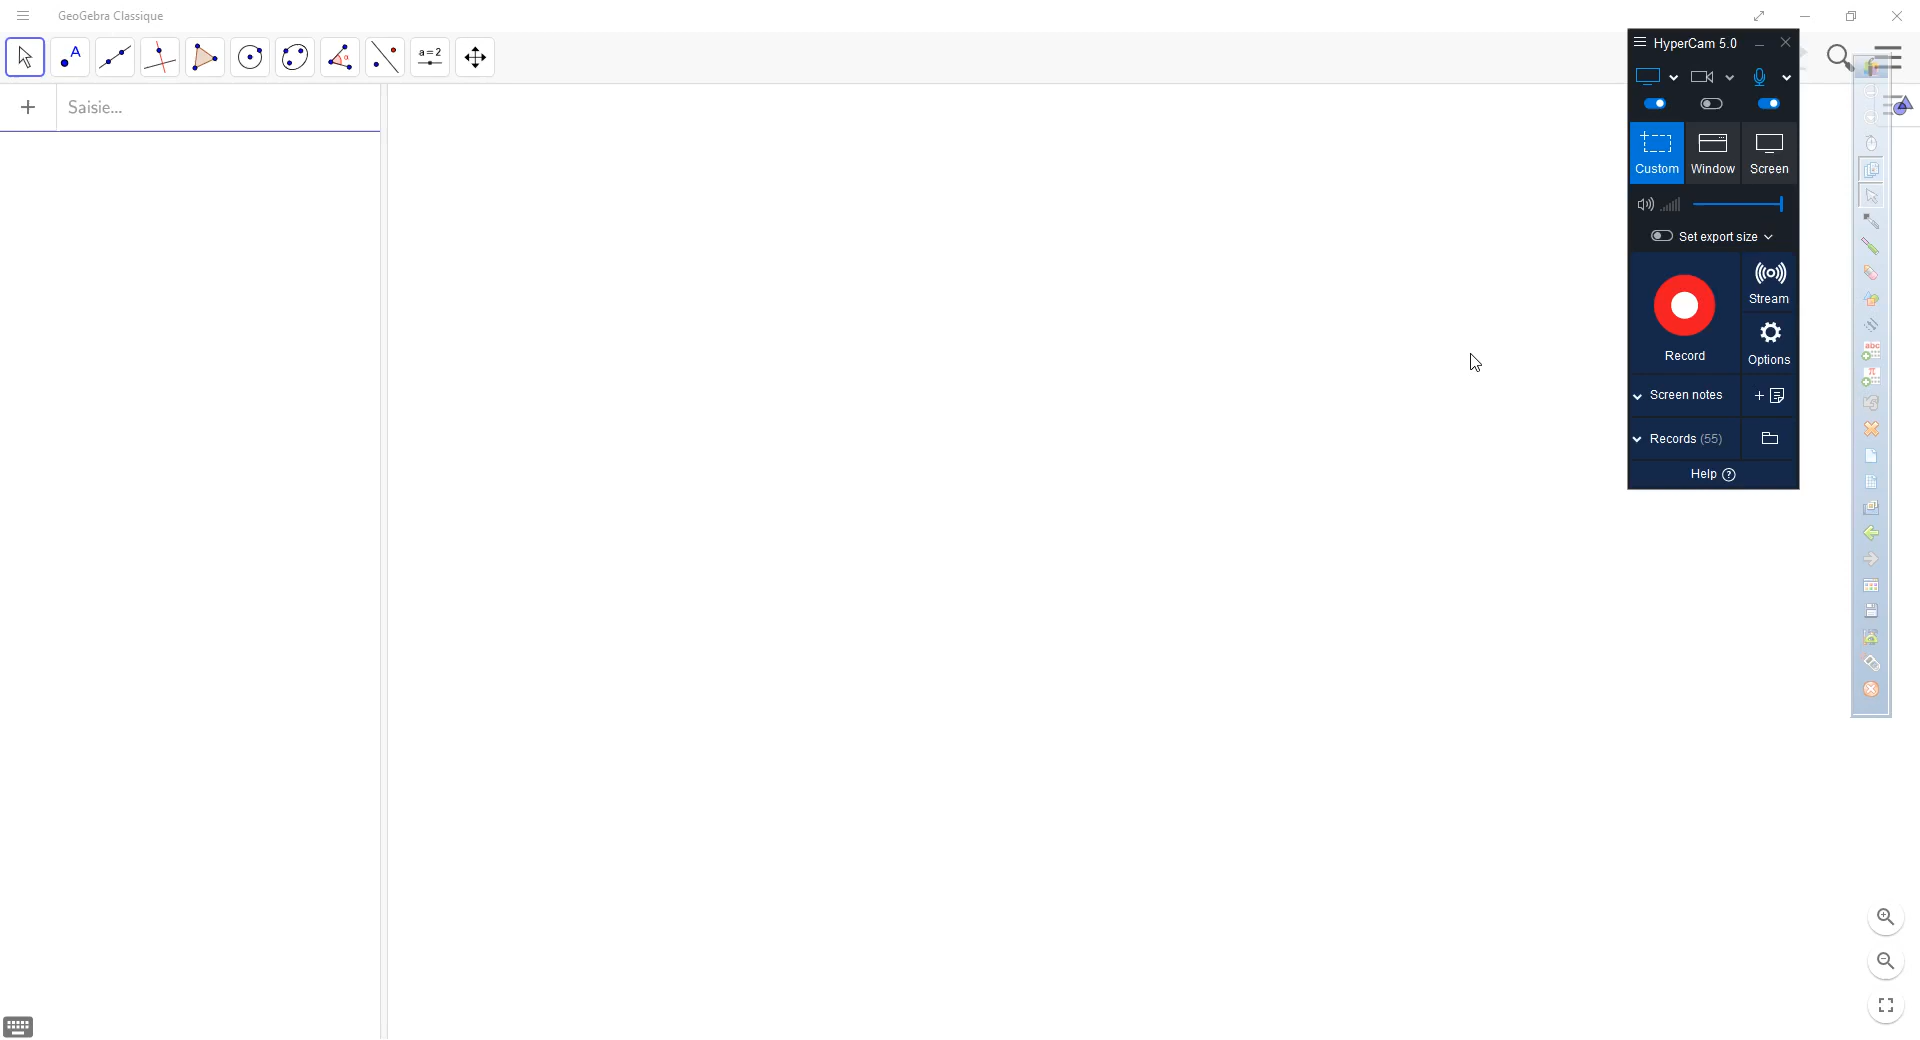 GeoGebra Classique
A
α
a=2
Saisie...
HyperCam 5.0
Custom
Window
Screen
Set export size
Record
Stream
Options
Screen notes
Records (55)
Help ?
abc
π